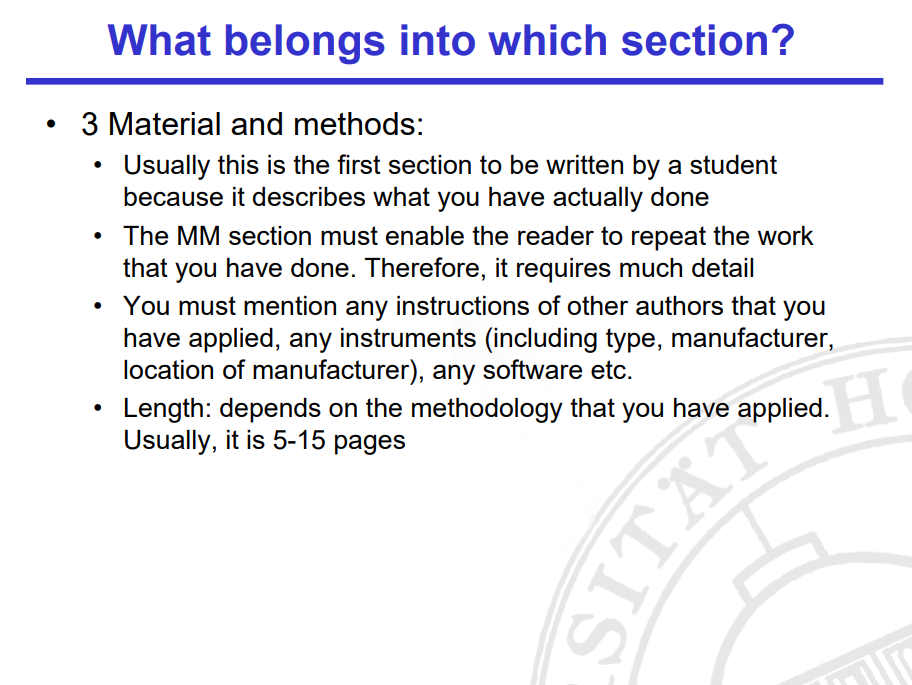 What belongs into which section?
• 3 Material and methods:
• Usually this is the first section to be written by a student
because it describes what you have actually done
• The MM section must enable the reader to repeat the work
that you have done. Therefore, it requires much detail
• You must mention any instructions of other authors that you
have applied, any instruments (including type, manufacturer,
location of manufacturer), any software etc.
• Length: depends on the methodology that you have applied.
Usually, it is 5-15 pages
SITÄT HO